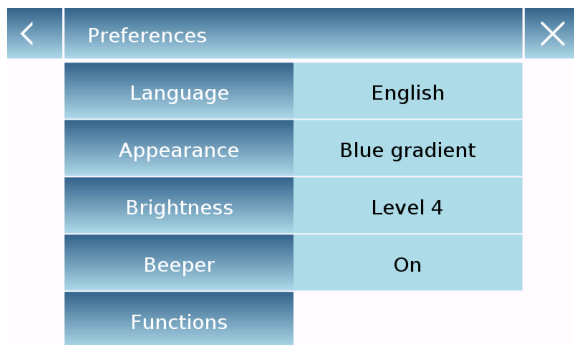 Preferences
Language English
Appearance Blue gradient
Brightness Level 4
Beeper On
Functions